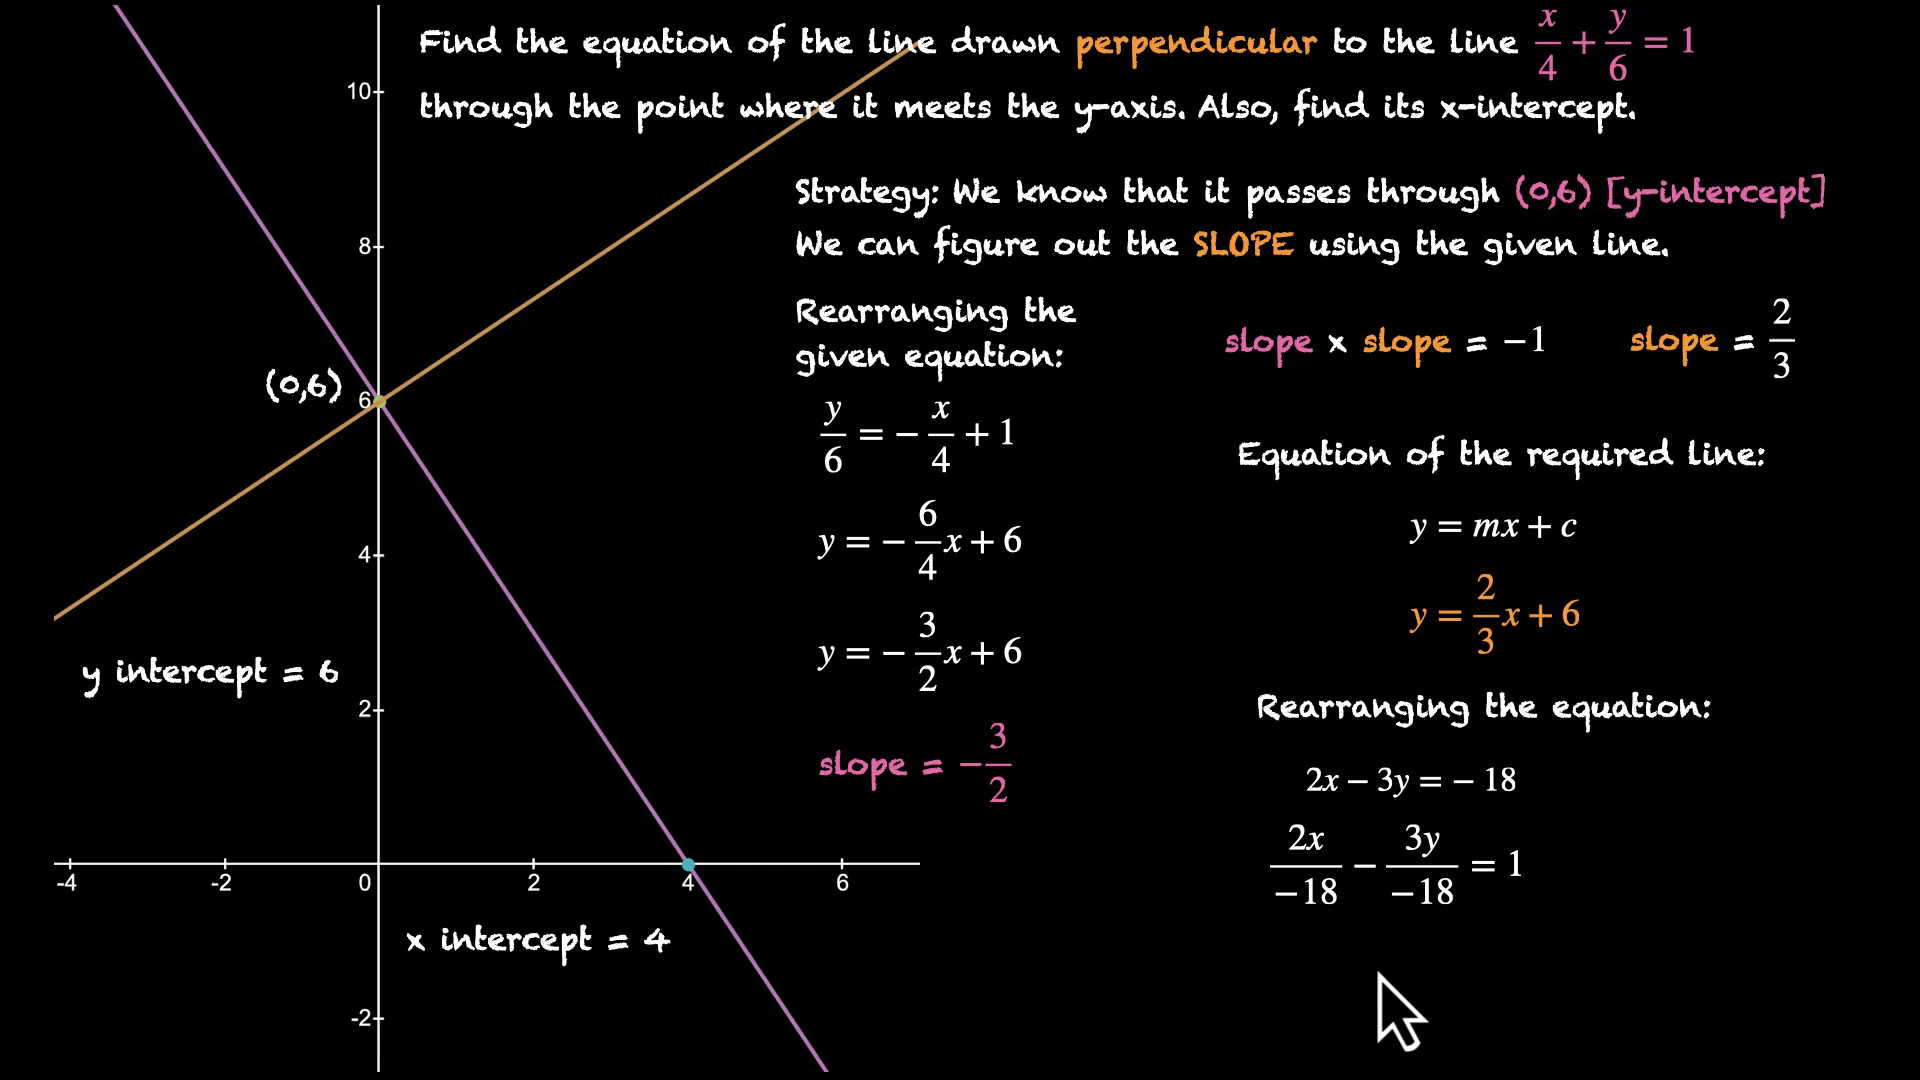 Find the equation of the line drawn perpendicular to the line x/4 + y/6 = 1
through the point where it meets the y-axis. Also, find its x-intercept.
Strategy: We know that it passes through (0,6) [y-intercept]
We can figure out the SLOPE using the given line.
Rearranging the
given equation:
y/6 = − x/4 + 1
y = − 6/4 x + 6
y = − 3/2 x + 6
slope = − 3/2
slope x slope = −1
slope = 2/3
Equation of the required line:
y = mx + c
y = 2/3 x + 6
Rearranging the equation:
2x − 3y = − 18
2x/−18 − 3y/−18 = 1
10
8
(0,6)
6
4
y intercept = 6
2
-4 -2 0 2 4 6
x intercept = 4
-2